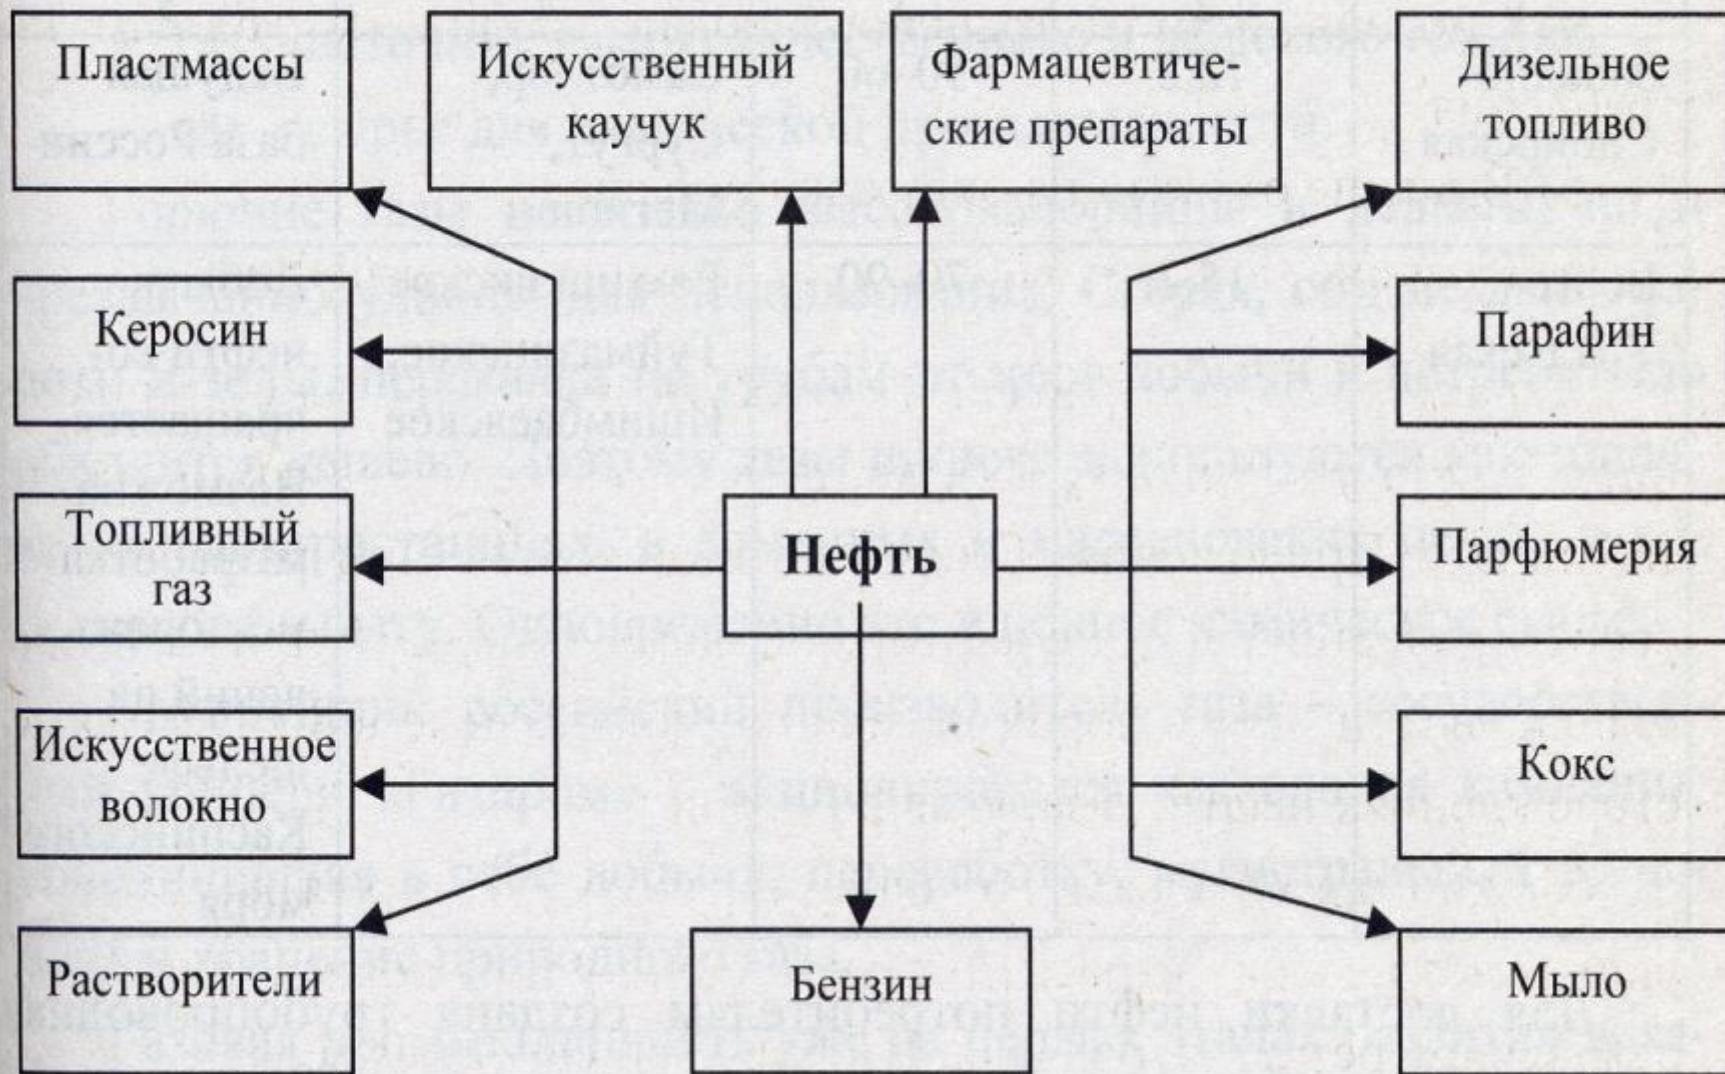 Пластмассы
Искусственный
каучук
Фармацевтиче-
ские препараты
Дизельное
топливо
Керосин
Парафин
Топливный
газ
Нефть
Парфюмерия
Искусственное
волокно
Кокс
Растворители
Бензин
Мыло